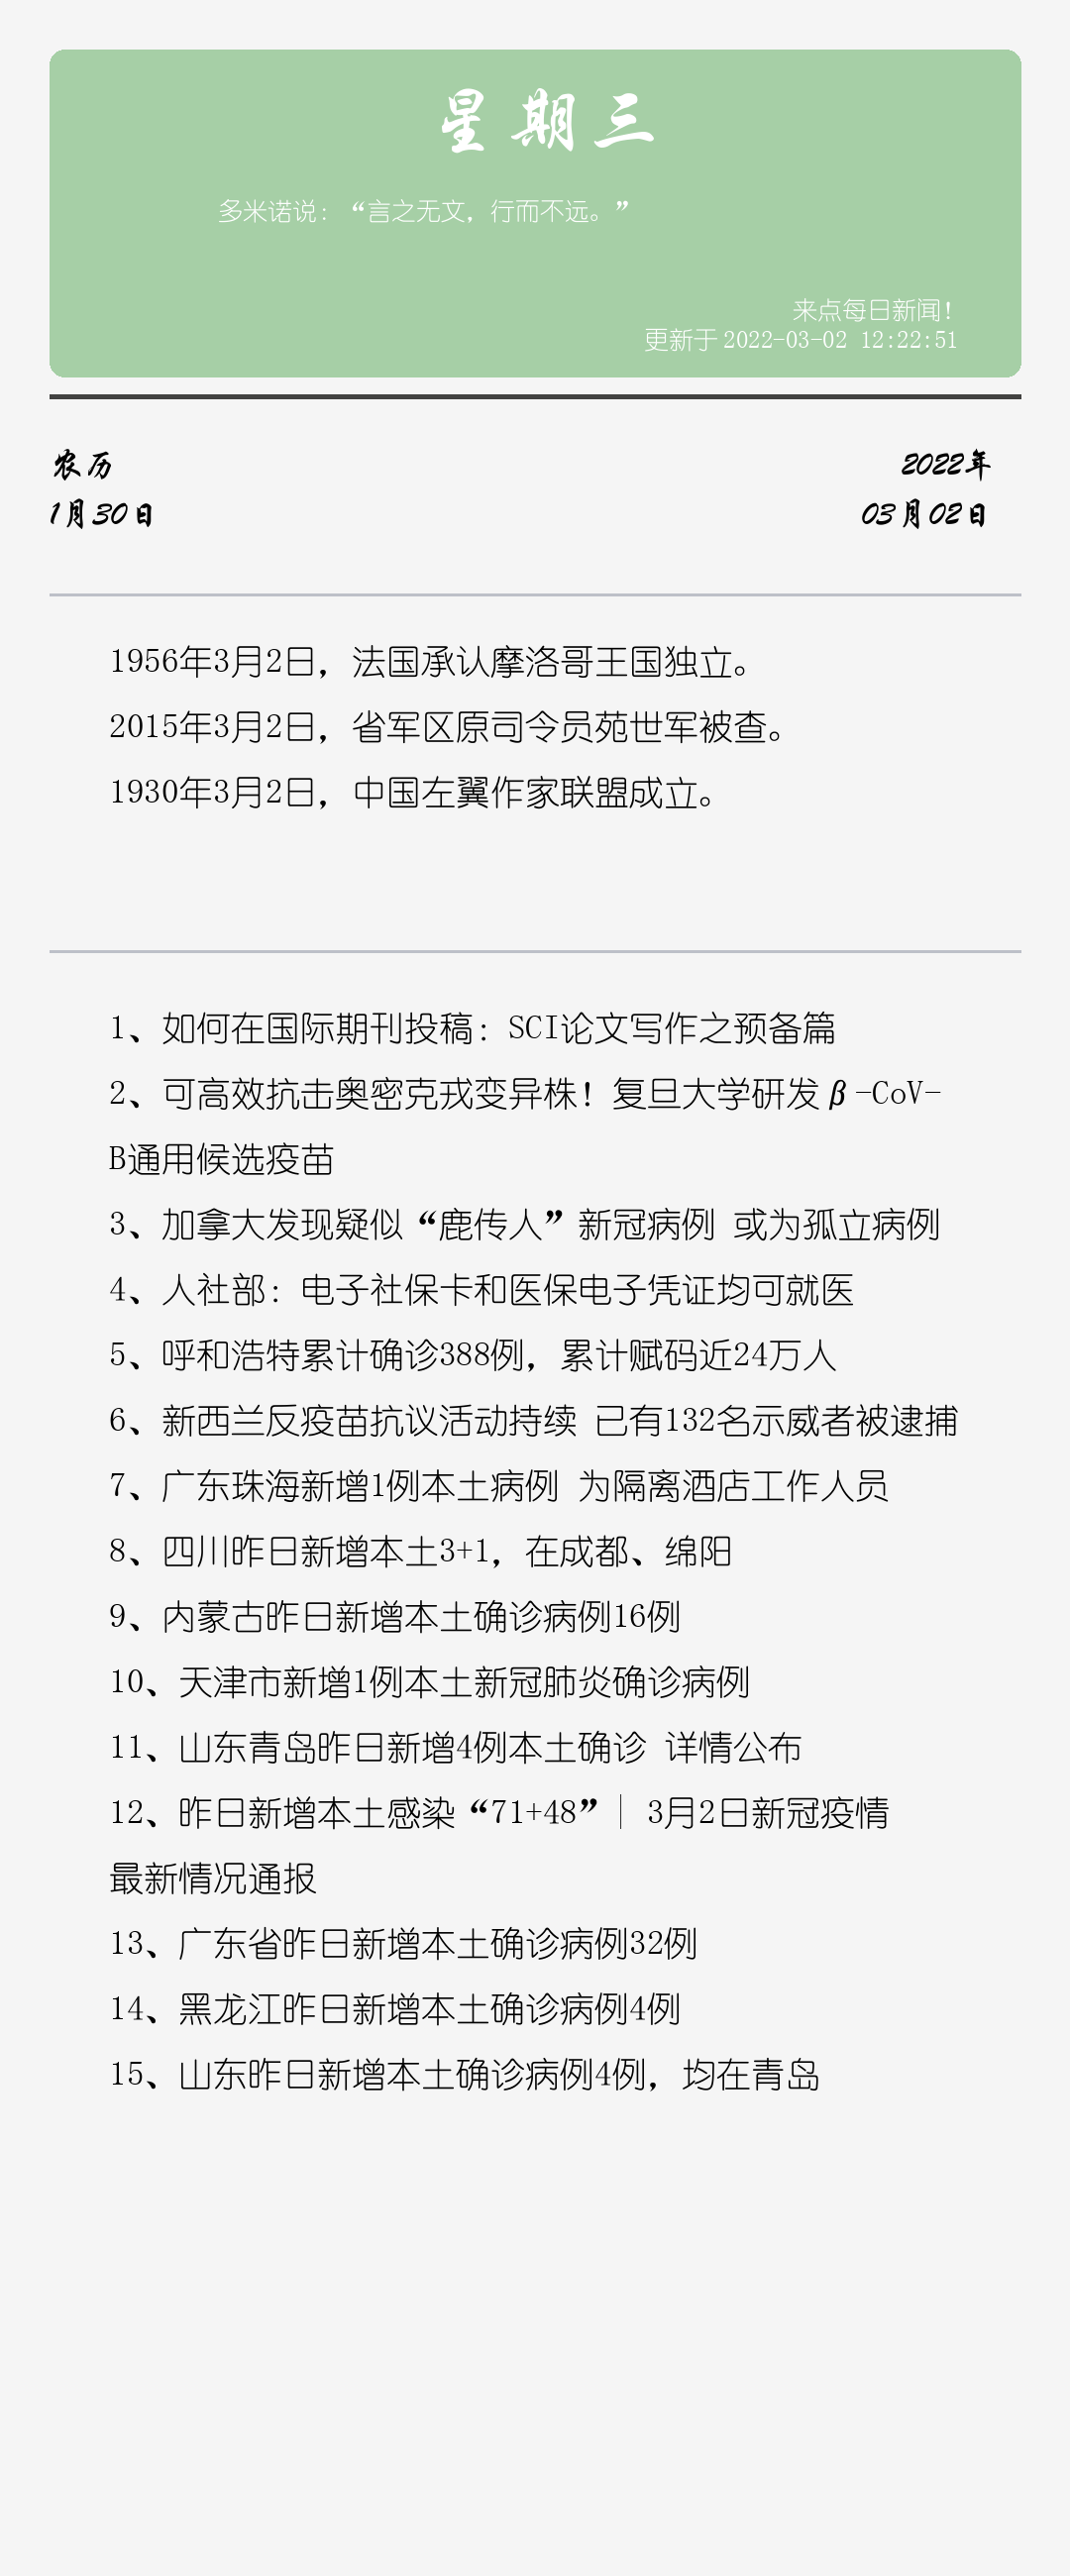 星期三
多米诺说：“言之无文，行而不远。”
来点每日新闻！
更新于 2022-03-02 12:22:51
农历
2022年
1月30日
03月02日
1956年3月2日，法国承认摩洛哥王国独立。
2015年3月2日，省军区原司令员苑世军被查。
1930年3月2日，中国左翼作家联盟成立。
1、如何在国际期刊投稿：SCI论文写作之预备篇
2、可高效抗击奥密克戎变异株！复旦大学研发β-CoV-
B通用候选疫苗
3、加拿大发现疑似“鹿传人”新冠病例 或为孤立病例
4、人社部：电子社保卡和医保电子凭证均可就医
5、呼和浩特累计确诊388例，累计赋码近24万人
6、新西兰反疫苗抗议活动持续 已有132名示威者被逮捕
7、广东珠海新增1例本土病例 为隔离酒店工作人员
8、四川昨日新增本土3+1，在成都、绵阳
9、内蒙古昨日新增本土确诊病例16例
10、天津市新增1例本土新冠肺炎确诊病例
11、山东青岛昨日新增4例本土确诊 详情公布
12、昨日新增本土感染“71+48”｜3月2日新冠疫情
最新情况通报
13、广东省昨日新增本土确诊病例32例
14、黑龙江昨日新增本土确诊病例4例
15、山东昨日新增本土确诊病例4例，均在青岛